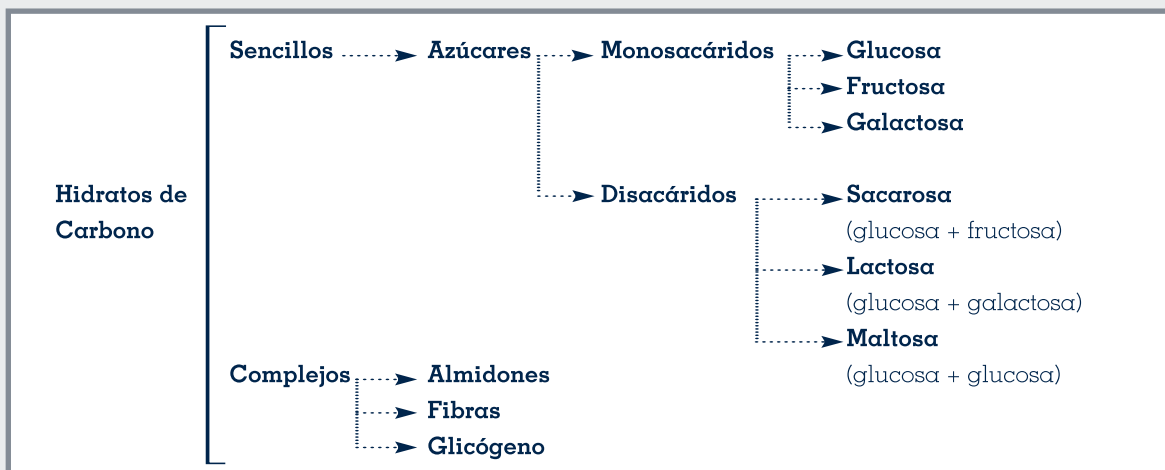 Sencillos Azúcares Monosacáridos Glucosa
Fructosa
Galactosa
Hidratos de Disacáridos Sacarosa
Carbono (glucosa + fructosa)
Lactosa
(glucosa + galactosa)
Maltosa
Complejos Almidones (glucosa + glucosa)
Fibras
Glicógeno